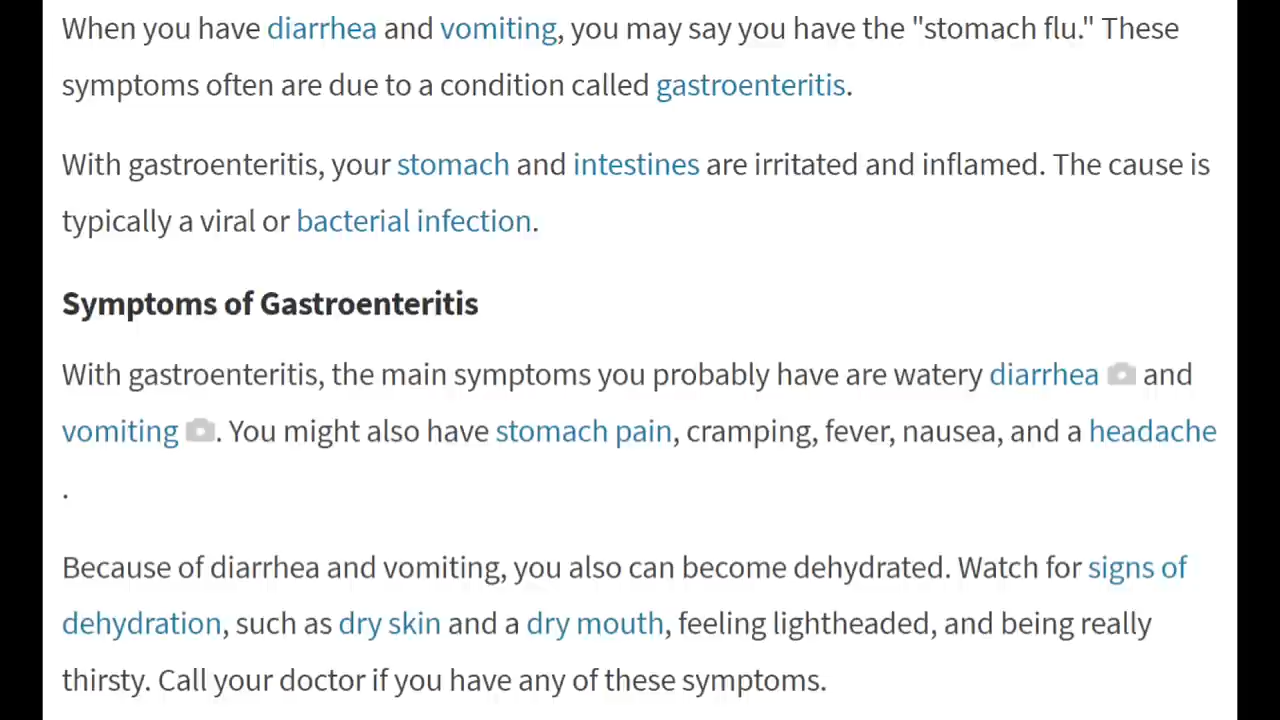 When you have diarrhea and vomiting, you may say you have the "stomach flu." These
symptoms often are due to a condition called gastroenteritis.
With gastroenteritis, your stomach and intestines are irritated and inflamed. The cause is
typically a viral or bacterial infection.
Symptoms of Gastroenteritis
With gastroenteritis, the main symptoms you probably have are watery diarrhea and
vomiting. You might also have stomach pain, cramping, fever, nausea, and a headache
.
Because of diarrhea and vomiting, you also can become dehydrated. Watch for signs of
dehydration, such as dry skin and a dry mouth, feeling lightheaded, and being really
thirsty. Call your doctor if you have any of these symptoms.